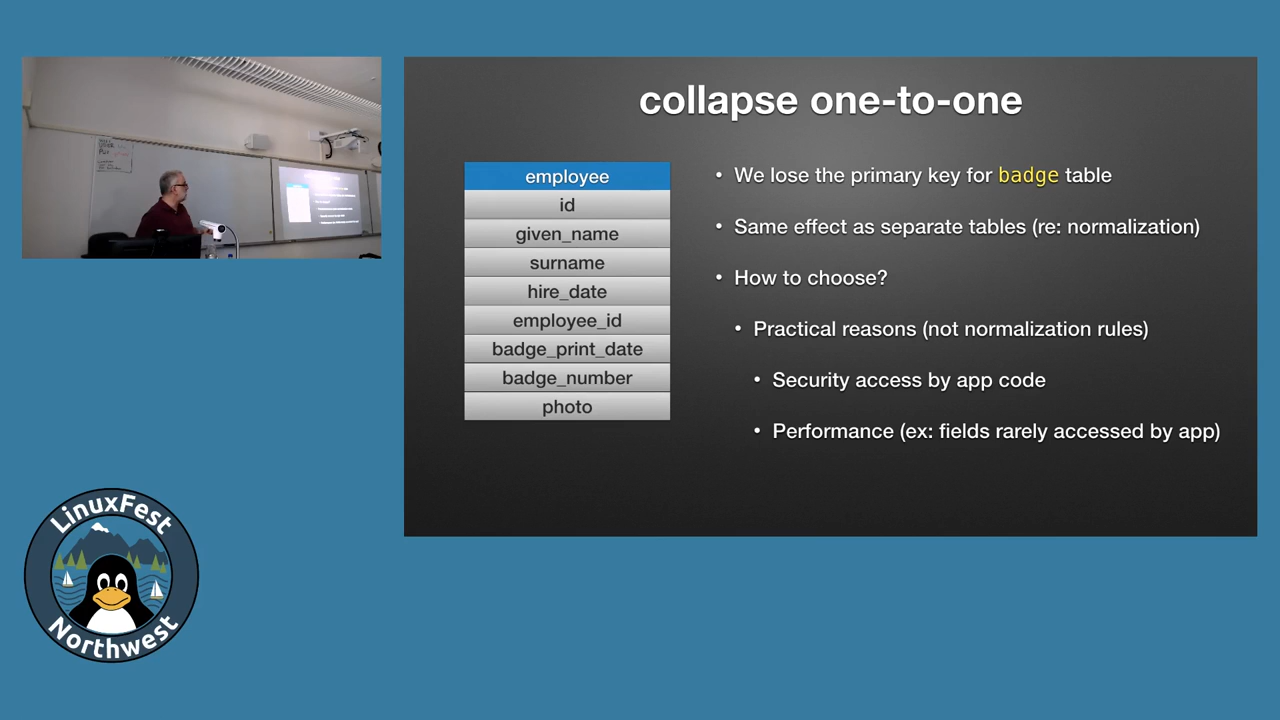 collapse one-to-one
employee
id
given_name
surname
hire_date
employee_id
badge_print_date
badge_number
photo
• We lose the primary key for badge table
• Same effect as separate tables (re: normalization)
• How to choose?
• Practical reasons (not normalization rules)
• Security access by app code
• Performance (ex: fields rarely accessed by app)
LinuxFest
Northwest